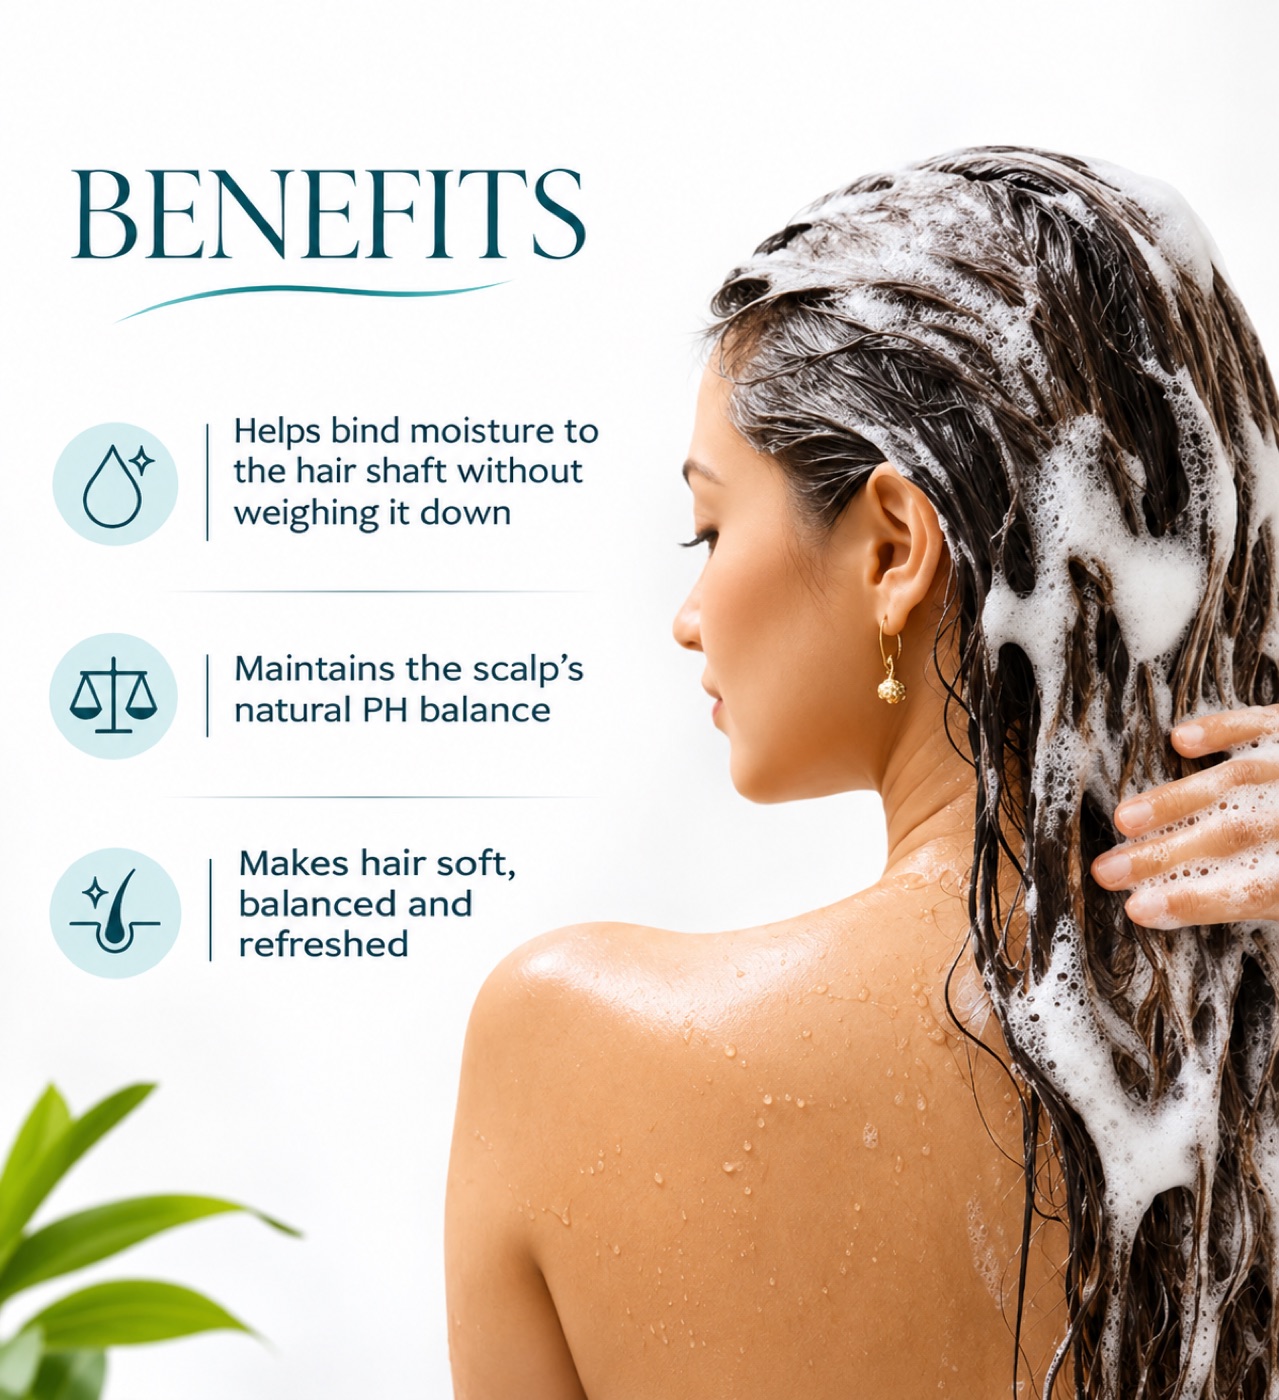 BENEFITS
Helps bind moisture to
the hair shaft without
weighing it down
Maintains the scalp’s
natural PH balance
Makes hair soft,
balanced and
refreshed